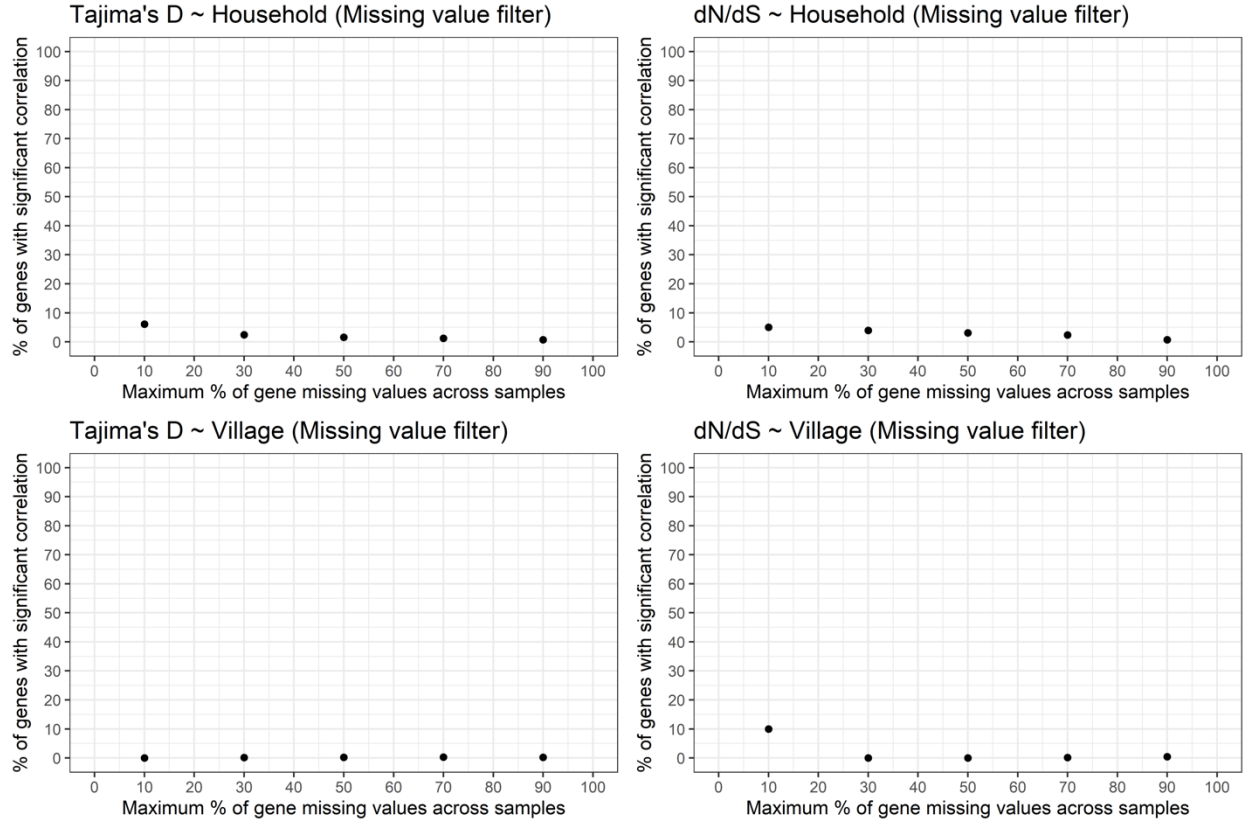 Tajima's D ~ Household (Missing value filter)
% of genes with significant correlation
100
90
80
70
60
50
40
30
20
10
0
0 10 20 30 40 50 60 70 80 90 100
Maximum % of gene missing values across samples
dN/dS ~ Household (Missing value filter)
% of genes with significant correlation
100
90
80
70
60
50
40
30
20
10
0
0 10 20 30 40 50 60 70 80 90 100
Maximum % of gene missing values across samples
Tajima's D ~ Village (Missing value filter)
% of genes with significant correlation
100
90
80
70
60
50
40
30
20
10
0
0 10 20 30 40 50 60 70 80 90 100
Maximum % of gene missing values across samples
dN/dS ~ Village (Missing value filter)
% of genes with significant correlation
100
90
80
70
60
50
40
30
20
10
0
0 10 20 30 40 50 60 70 80 90 100
Maximum % of gene missing values across samples